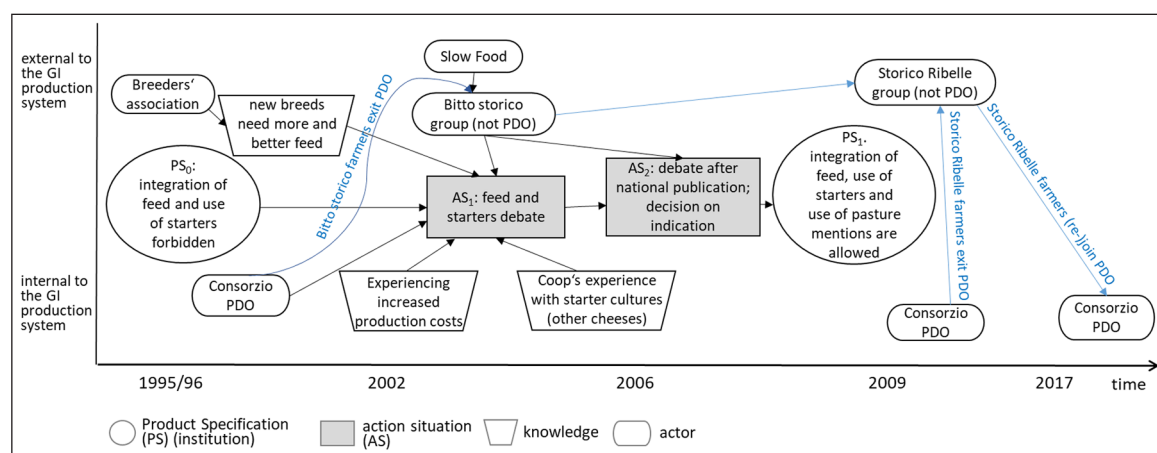 external to
the GI
production
system
Breeders‘
association
new breeds
need more and
better feed
PS₀:
integration of
feed and use
of starters
forbidden
Bitto storico farmers exit PDO
Slow Food
Bitto storico
group (not PDO)
AS₁: feed and
starters debate
AS₂: debate after
national publication;
decision on
indication
Storico Ribelle
group (not PDO)
PS₁:
integration of
feed, use of
starters and
use of pasture
mentions are
allowed
Storico Ribelle farmers exit PDO
Storico Ribelle farmers (re-)join PDO
internal to
the GI
production
system
Consorzio
PDO
Experiencing
increased
production costs
Coop‘s experience
with starter cultures
(other cheeses)
Consorzio
PDO
Consorzio
PDO
1995/96
2002
2006
2009
2017
time
Product Specification
(PS) (institution)
action situation
(AS)
knowledge
actor